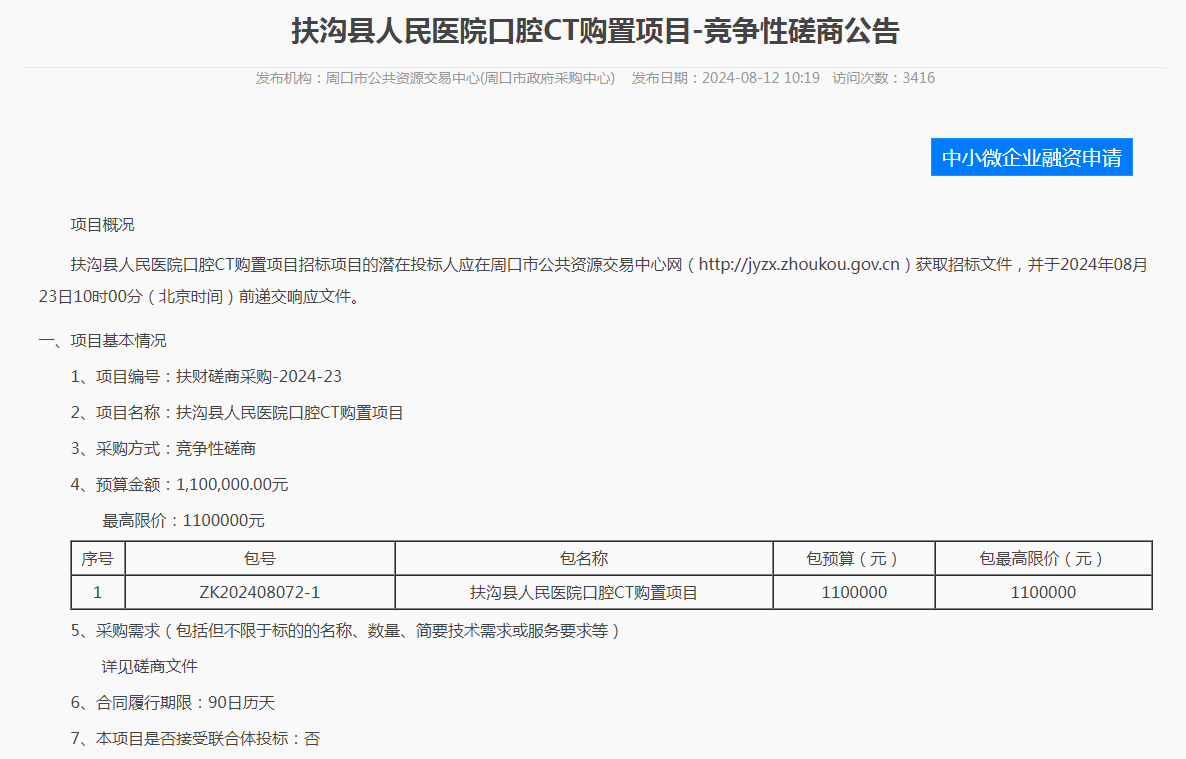 扶沟县人民医院口腔CT购置项目-竞争性磋商公告
发布机构：周口市公共资源交易中心(周口市政府采购中心) 发布日期：2024-08-12 10:19 访问次数：3416
中小微企业融资申请
项目概况
扶沟县人民医院口腔CT购置项目招标项目的潜在投标人应在周口市公共资源交易中心网（http://jyzx.zhoukou.gov.cn）获取招标文件，并于2024年08月
23日10时00分（北京时间）前递交响应文件。
一、项目基本情况
1、项目编号：扶财磋商采购-2024-23
2、项目名称：扶沟县人民医院口腔CT购置项目
3、采购方式：竞争性磋商
4、预算金额：1,100,000.00元
最高限价：1100000元
序号 包号 包名称 包预算（元） 包最高限价（元）
1 ZK202408072-1 扶沟县人民医院口腔CT购置项目 1100000 1100000
5、采购需求（包括但不限于标的的名称、数量、简要技术需求或服务要求等）
详见磋商文件
6、合同履行期限：90日历天
7、本项目是否接受联合体投标：否